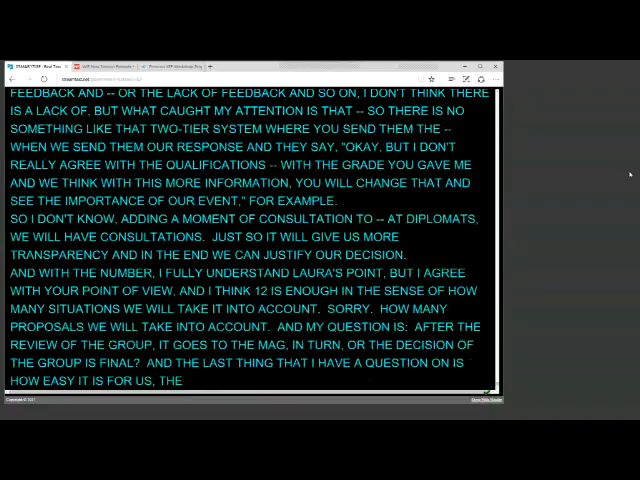 FEEDBACK AND -- OR THE LACK OF FEEDBACK AND SO ON, I DON'T THINK THERE
IS A LACK OF, BUT WHAT CAUGHT MY ATTENTION IS THAT -- SO THERE IS NO
SOMETHING LIKE THAT TWO-TIER SYSTEM WHERE YOU SEND THEM THE --
WHEN WE SEND THEM OUR RESPONSE AND THEY SAY, "OKAY, BUT I DON'T
REALLY AGREE WITH THE QUALIFICATIONS -- WITH THE GRADE YOU GAVE ME
AND WE THINK WITH THIS MORE INFORMATION, YOU WILL CHANGE THAT AND
SEE THE IMPORTANCE OF OUR EVENT," FOR EXAMPLE.
SO I DON'T KNOW, ADDING A MOMENT OF CONSULTATION TO -- AT DIPLOMATS,
WE WILL HAVE CONSULTATIONS. JUST SO IT WILL GIVE US MORE
TRANSPARENCY AND IN THE END WE CAN JUSTIFY OUR DECISION.
AND WITH THE NUMBER, I FULLY UNDERSTAND LAURA'S POINT, BUT I AGREE
WITH YOUR POINT OF VIEW, AND I THINK 12 IS ENOUGH IN THE SENSE OF HOW
MANY SITUATIONS WE WILL TAKE IT INTO ACCOUNT. SORRY. HOW MANY
PROPOSALS WE WILL TAKE INTO ACCOUNT. AND MY QUESTION IS: AFTER THE
REVIEW OF THE GROUP, IT GOES TO THE MAG, IN TURN, OR THE DECISION OF
THE GROUP IS FINAL? AND THE LAST THING THAT I HAVE A QUESTION ON IS
HOW EASY IT IS FOR US, THE